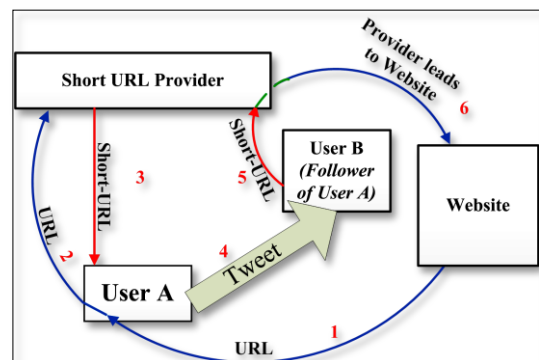 Short URL Provider
Provider leads
to Website
6
Short-URL
3
Short-URL
5
User B
(Follower
of User A)
Website
URL
2
4
Tweet
User A
1
URL